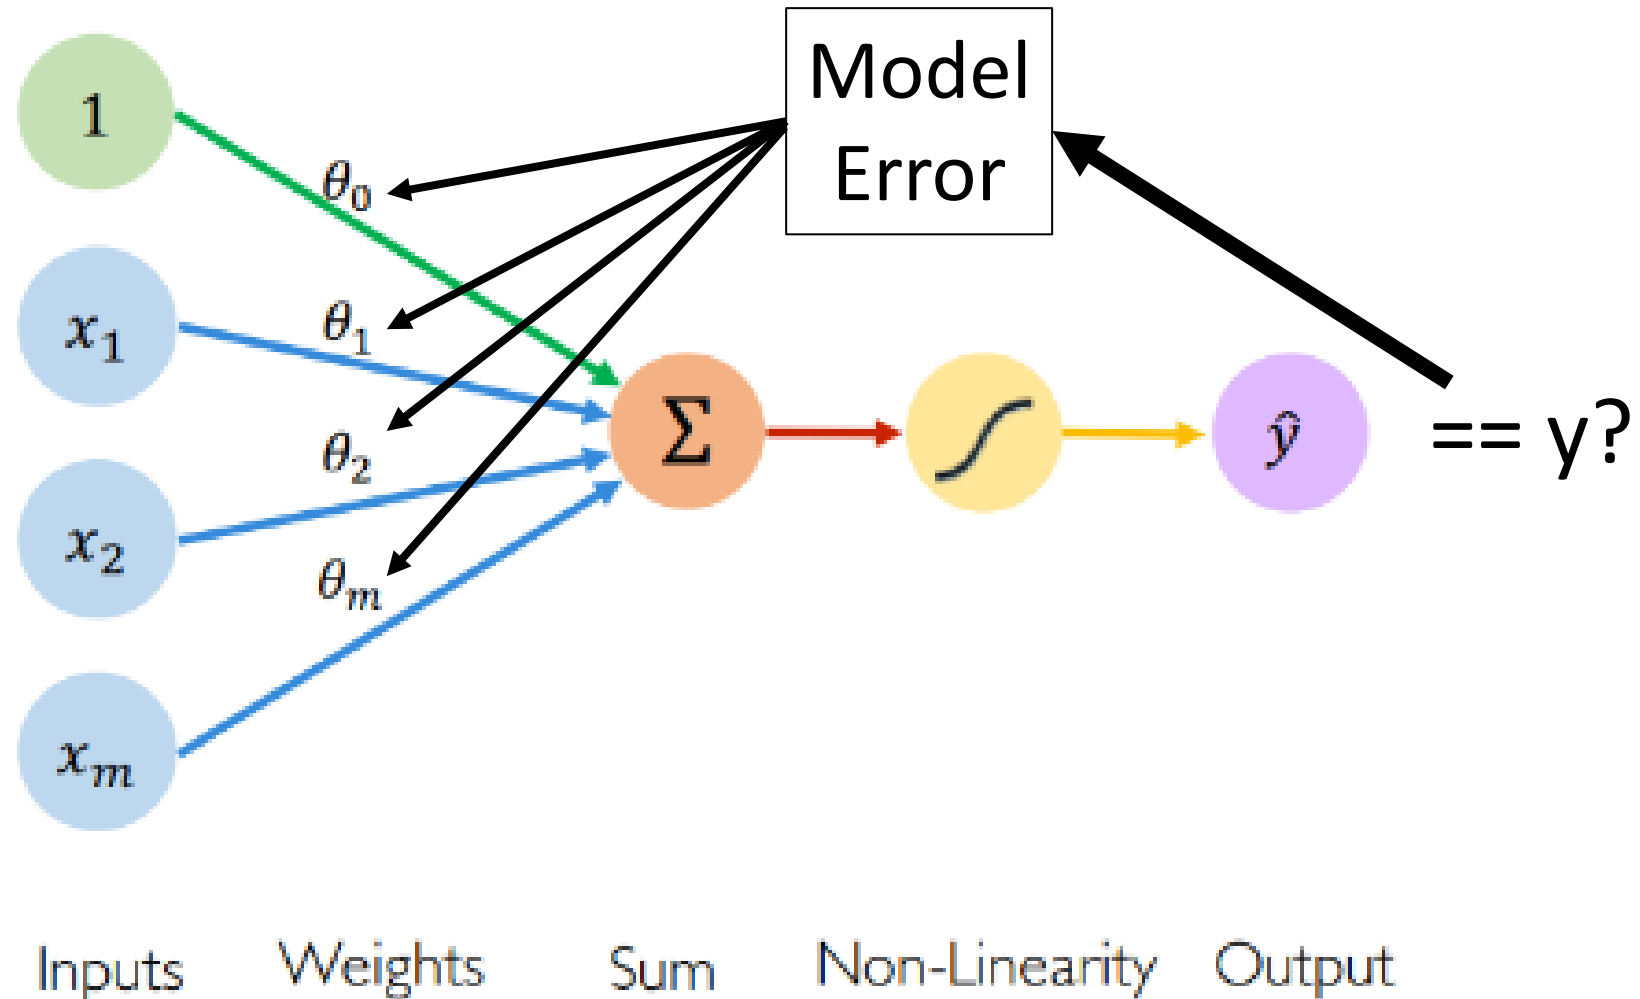 Model
Error
1
θ₀
x₁
θ₁
x₂
θ₂
xₘ
θₘ
Σ
ŷ
== y?
Inputs
Weights
Sum
Non-Linearity
Output